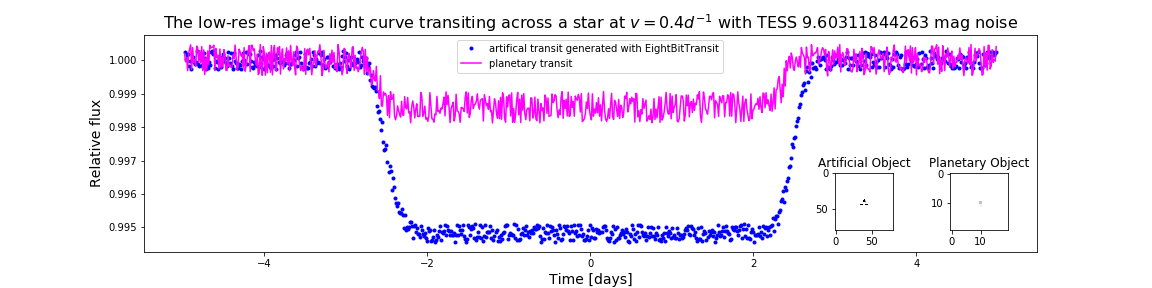 The low-res image's light curve transiting across a star at v = 0.4d⁻¹ with TESS 9.60311844263 mag noise
artifical transit generated with EightBitTransit
planetary transit
Relative flux
1.000
0.999
0.998
0.997
0.996
0.995
Artificial Object
0
50
0 50
Planetary Object
0
10
0 10
−4 −2 0 2 4
Time [days]